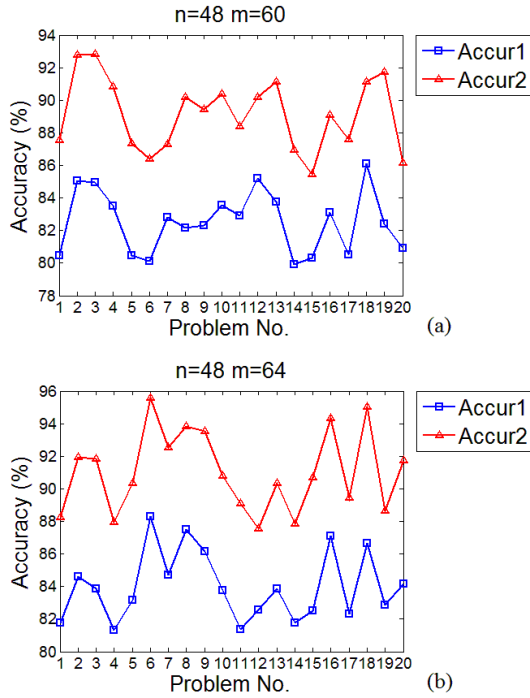 n=48 m=60
94
92
90
88
86
84
82
80
78
Accuracy (%)
1 2 3 4 5 6 7 8 9 10 11 12 13 14 15 16 17 18 19 20
Problem No.
Accur1
Accur2
(a)
n=48 m=64
96
94
92
90
88
86
84
82
80
Accuracy (%)
1 2 3 4 5 6 7 8 9 10 11 12 13 14 15 16 17 18 19 20
Problem No.
Accur1
Accur2
(b)